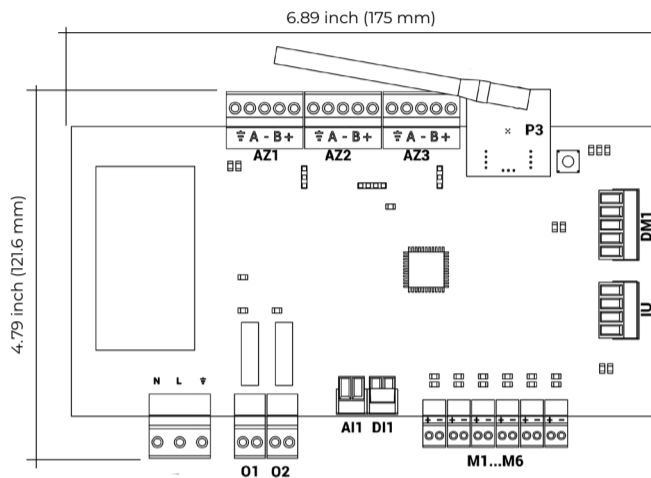 6.89 inch (175 mm)
4.79 inch (121.6 mm)
P3
A - B +
A - B +
A - B +
AZ1
AZ2
AZ3
DM1
IU
N L
AI1
DI1
+ - + - + - + - + - + -
O1
O2
M1...M6